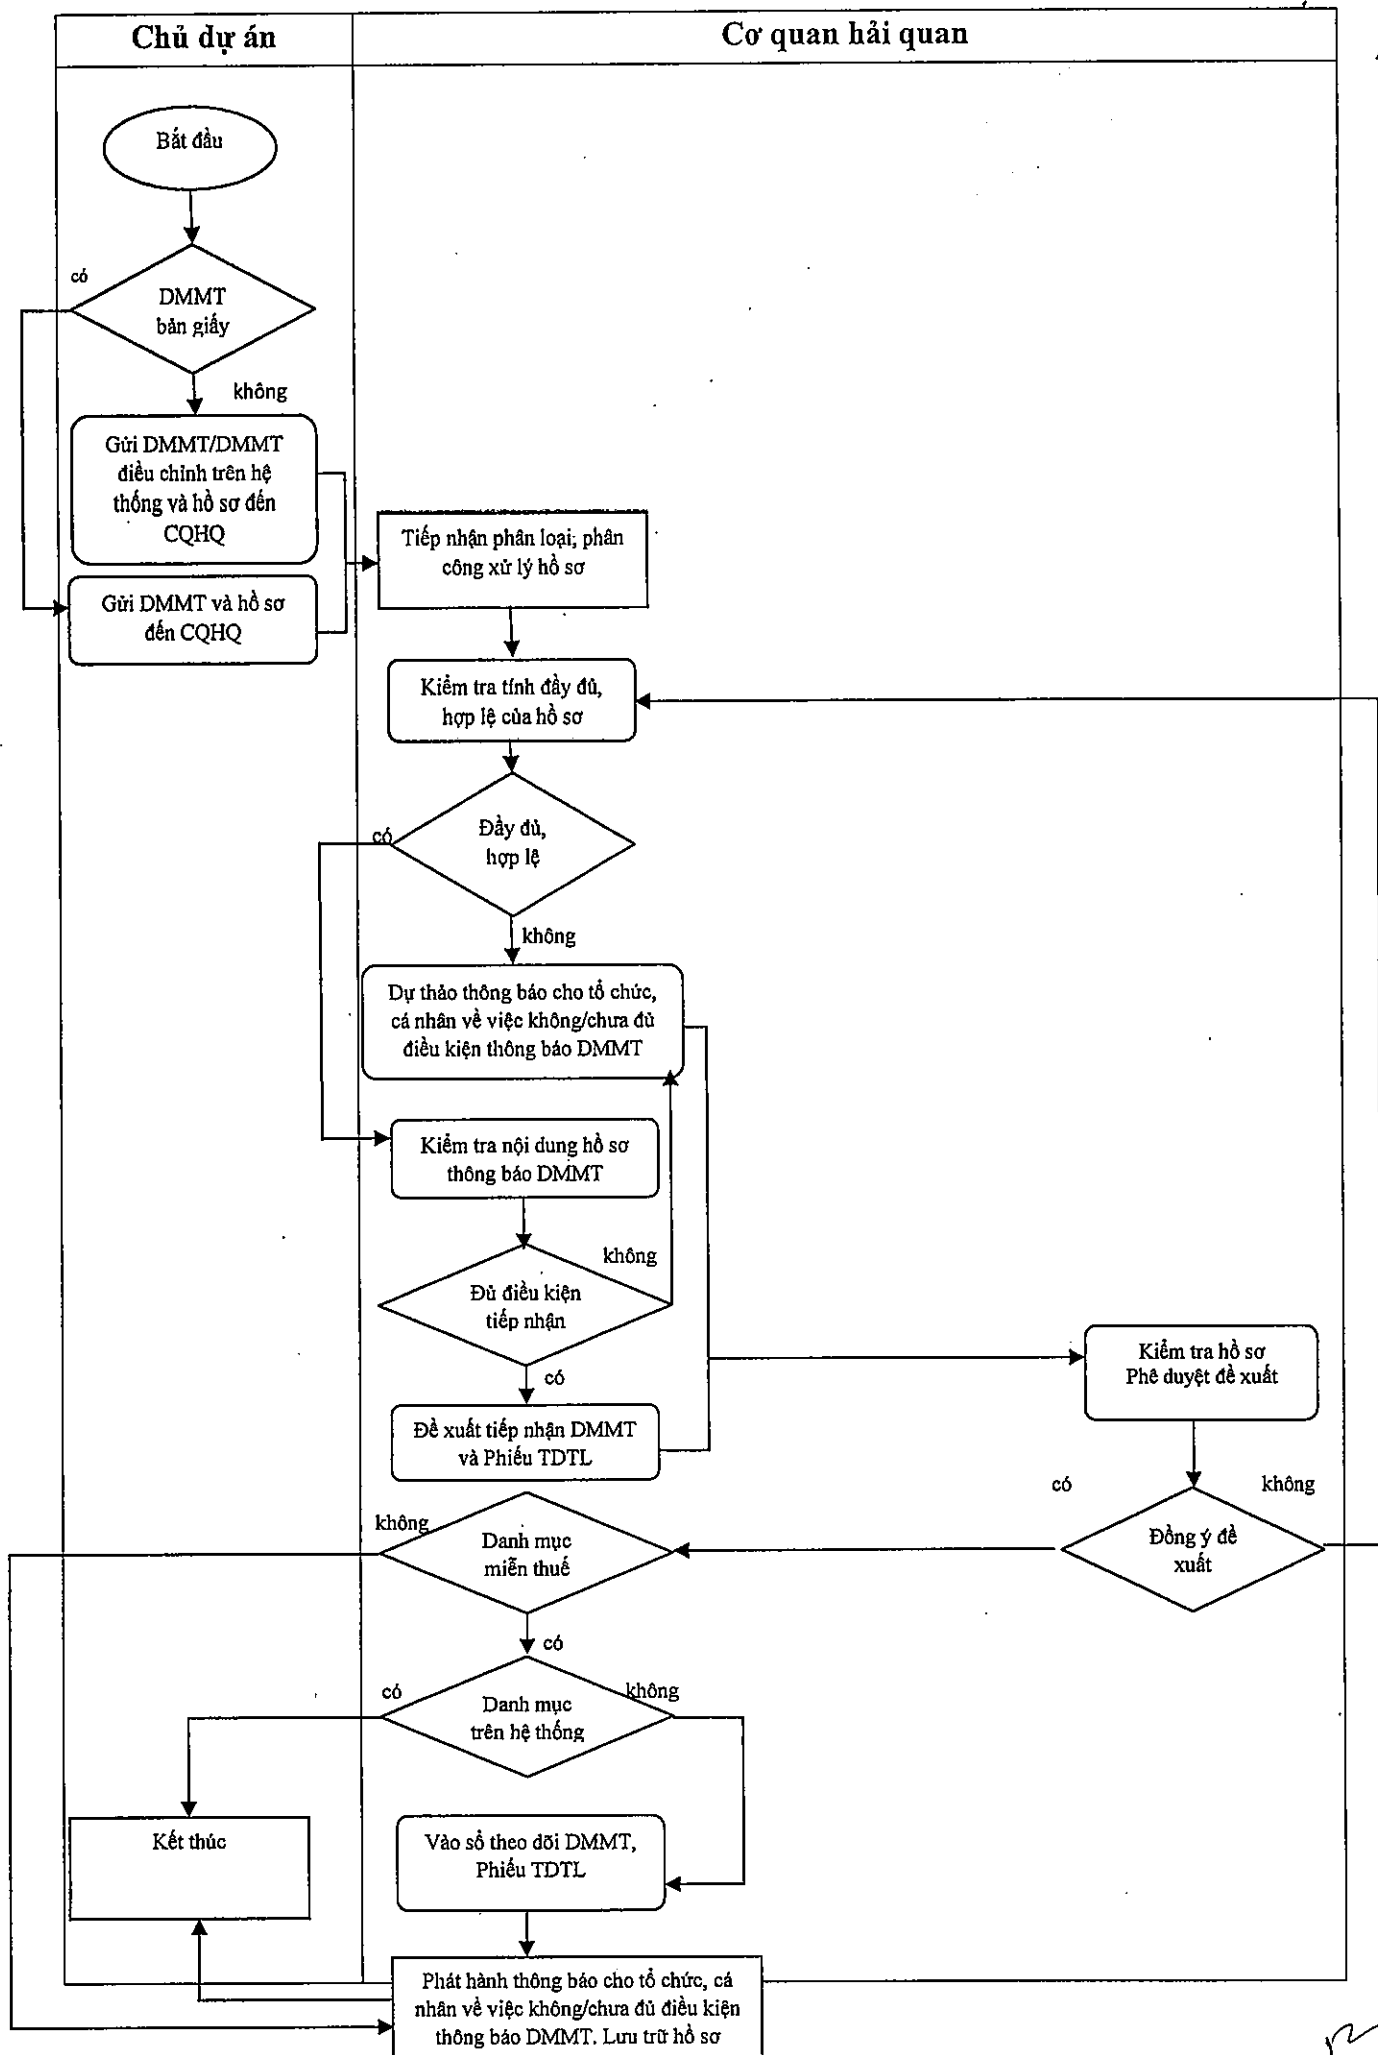 Chủ dự án
Cơ quan hải quan
Bắt đầu
có
DMMT
bản giấy
không
Gửi DMMT/DMMT
điều chỉnh trên hệ
thống và hồ sơ đến
CQHQ
Gửi DMMT và hồ sơ
đến CQHQ
Tiếp nhận phân loại; phân
công xử lý hồ sơ
Kiểm tra tính đầy đủ,
hợp lệ của hồ sơ
có
Đầy đủ,
hợp lệ
không
Dự thảo thông báo cho tổ chức,
cá nhân về việc không/chưa đủ
điều kiện thông báo DMMT
Kiểm tra nội dung hồ sơ
thông báo DMMT
không
Đủ điều kiện
tiếp nhận
có
Đề xuất tiếp nhận DMMT
và Phiếu TDTL
Kiểm tra hồ sơ
Phê duyệt đề xuất
có
không
Đồng ý đề
xuất
không
Danh mục
miễn thuế
có
có
không
Danh mục
trên hệ thống
Kết thúc
Vào sổ theo dõi DMMT,
Phiếu TDTL
Phát hành thông báo cho tổ chức, cá
nhân về việc không/chưa đủ điều kiện
thông báo DMMT. Lưu trữ hồ sơ